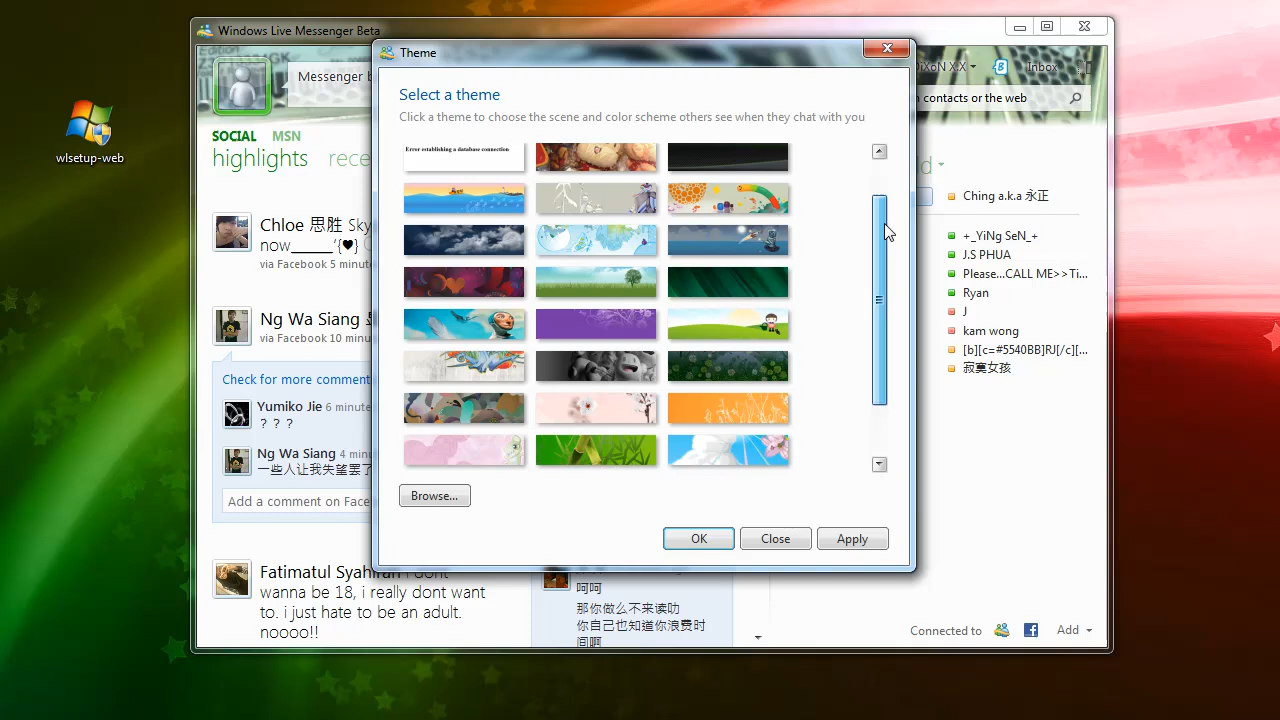 Windows Live Messenger Beta
wlsetup-web
Messenger b
Inbox
n contacts or the web
SOCIAL MSN
highlights rece
Theme
Select a theme
Click a theme to choose the scene and color scheme others see when they chat with you
Error establishing a database connection
Browse...
OK
Close
Apply
Chloe 思胜 Sky
now_____ ‘{♥}
via Facebook 5 minute
Ng Wa Siang
via Facebook 10 minu
Check for more comment
Yumiko Jie 6 minute
？？？
Ng Wa Siang 4 min
一些人让我失望罢了
Add a comment on Face
Fatimatul Syahirah i dont
wanna be 18, i really dont want
to. i just hate to be an adult.
noooo!!
呵呵
那你做么不来读叻
你自己也知道你浪费时
间啊
Ching a.k.a 永正
+_YiNg SeN_+
J.S PHUA
Please...CALL ME>>Ti...
Ryan
J
kam wong
[b][c=#5540BB]RJ[/c][...
寂寞女孩
Connected to
Add